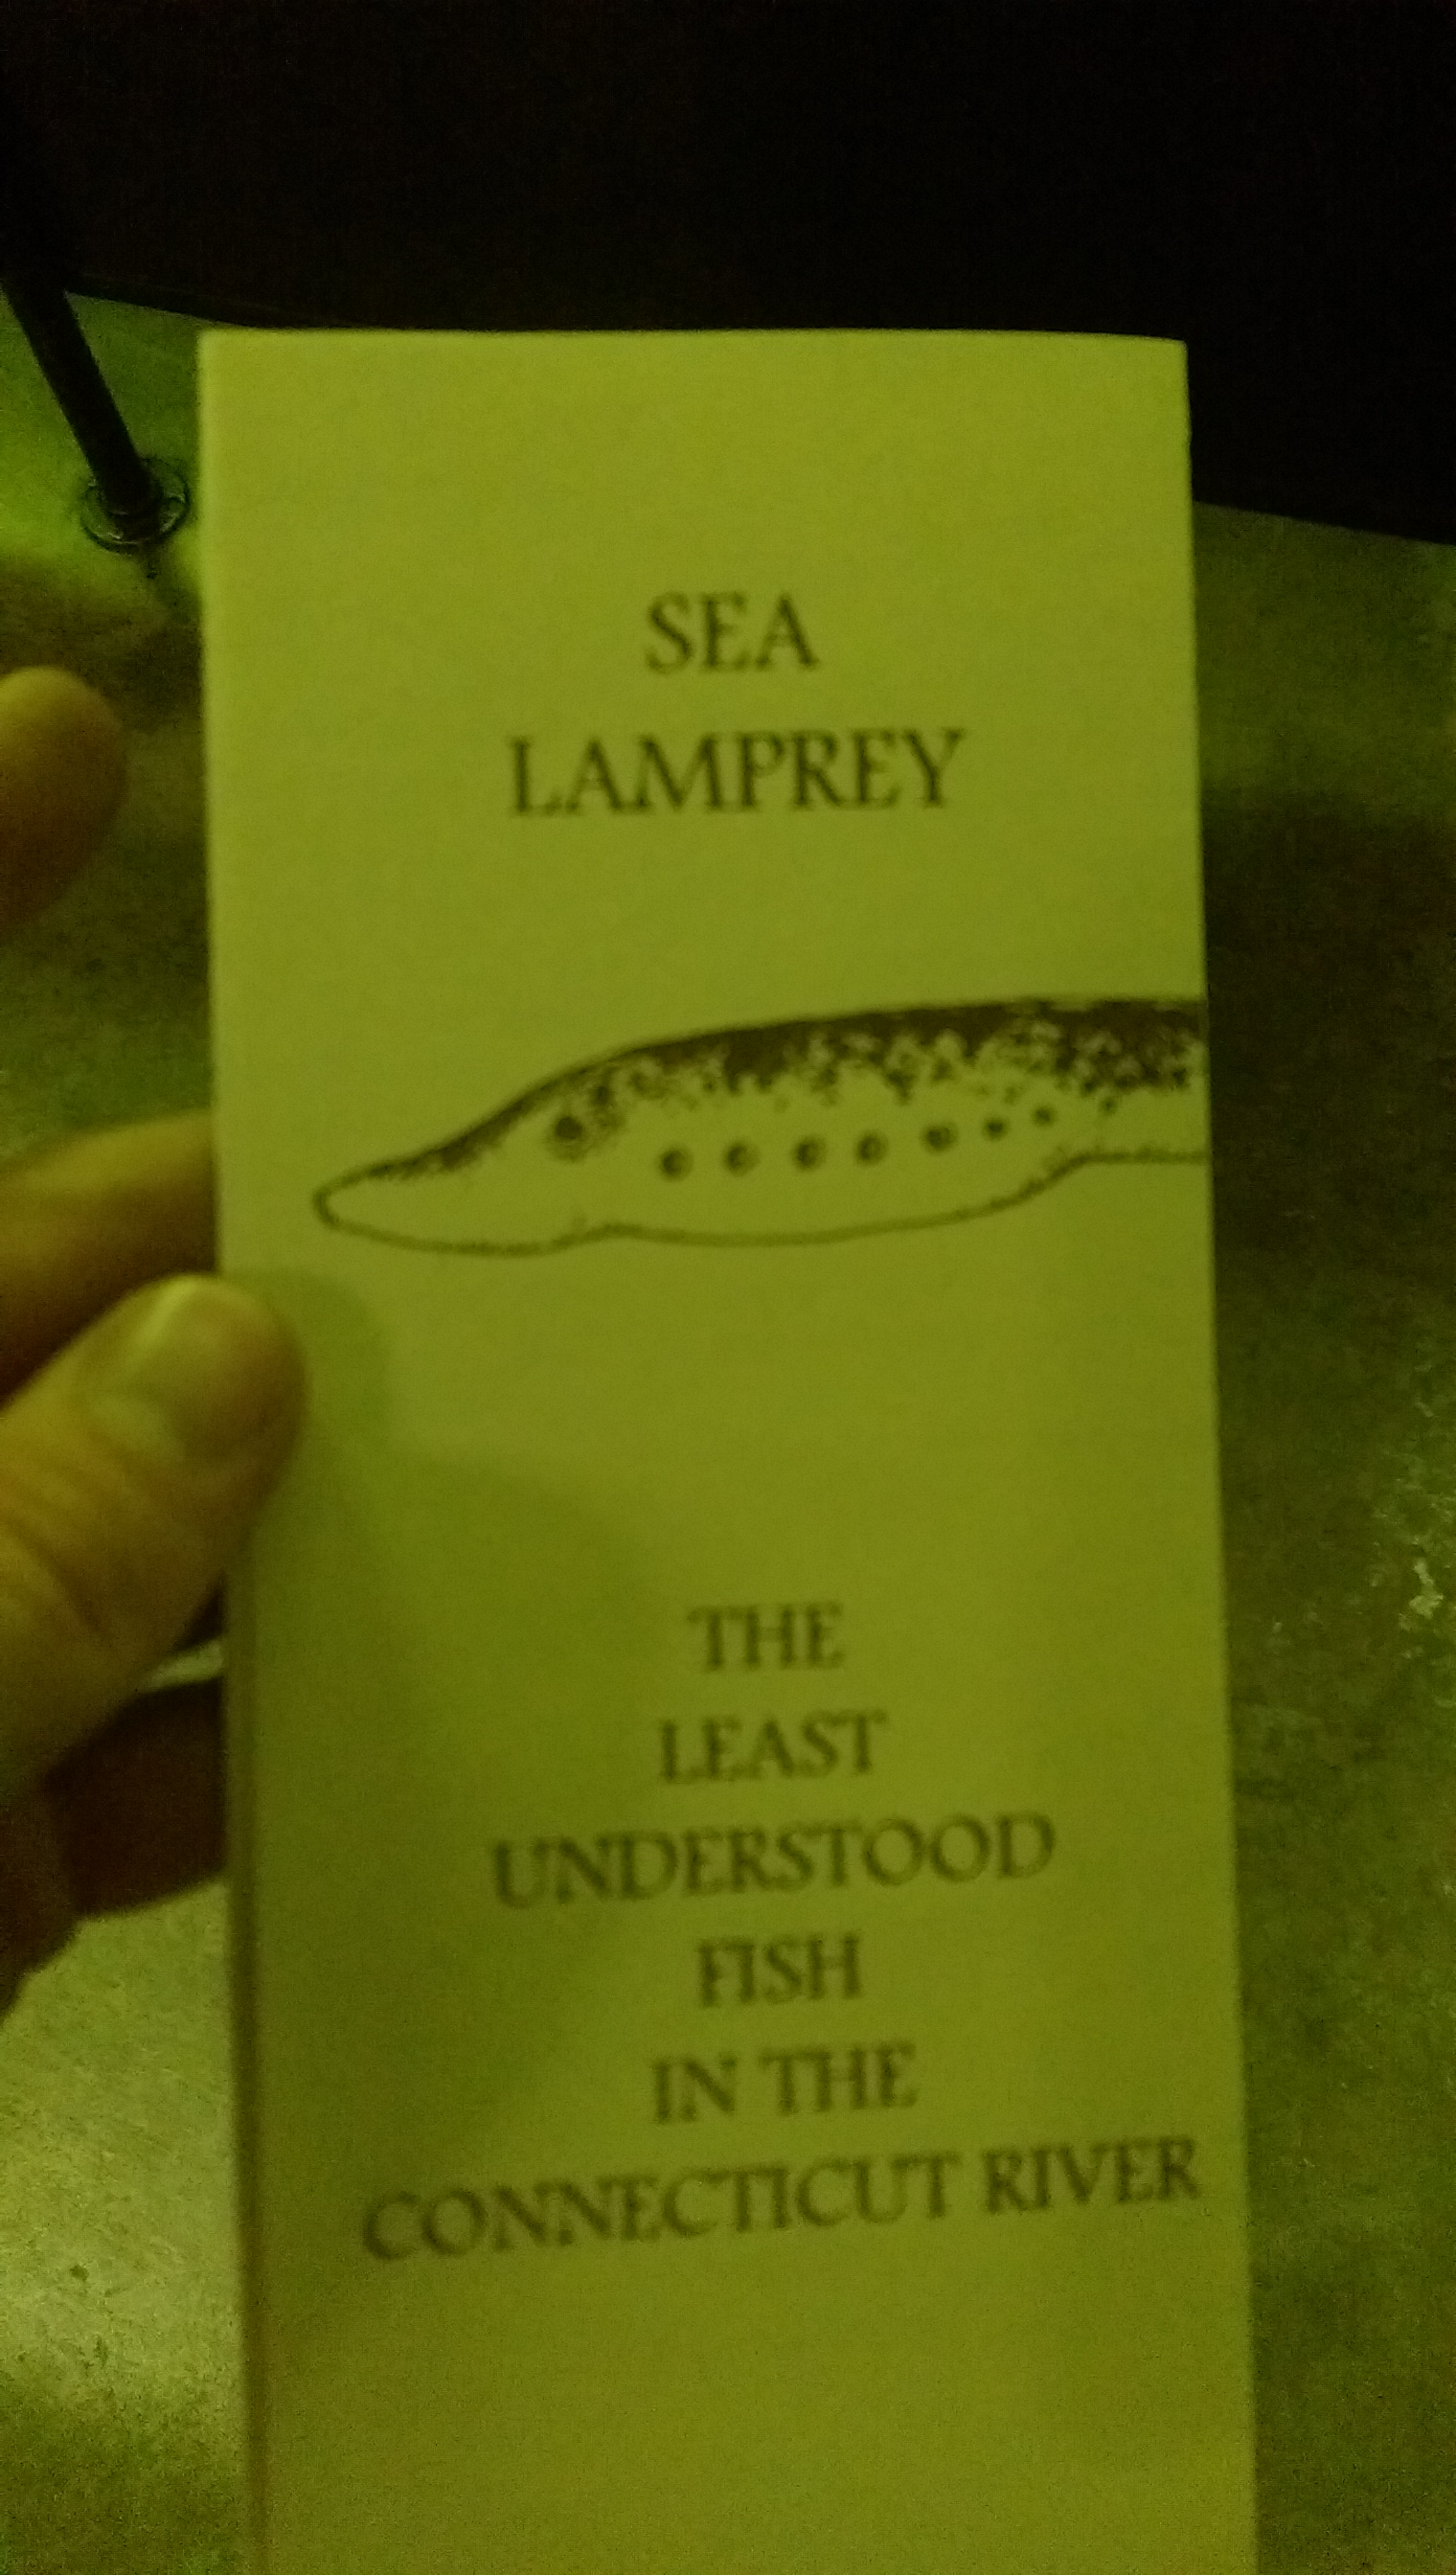 SEA
LAMPREY
THE
LEAST
UNDERSTOOD
FISH
IN THE
CONNECTICUT RIVER